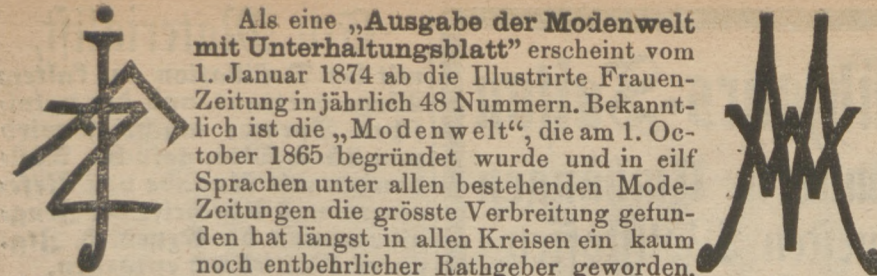 Als eine „Ausgabe der Modenwelt
mit Unterhaltungsblatt” erscheint vom
1. Januar 1874 ab die Illustrirte Frauen-
Zeitung in jährlich 48 Nummern. Bekannt-
lich ist die „Modenwelt“, die am 1. Oc-
tober 1865 begründet wurde und in eilf
Sprachen unter allen bestehenden Mode-
Zeitungen die grösste Verbreitung gefun-
den hat längst in allen Kreisen ein kaum
noch entbehrlicher Rathgeber geworden.